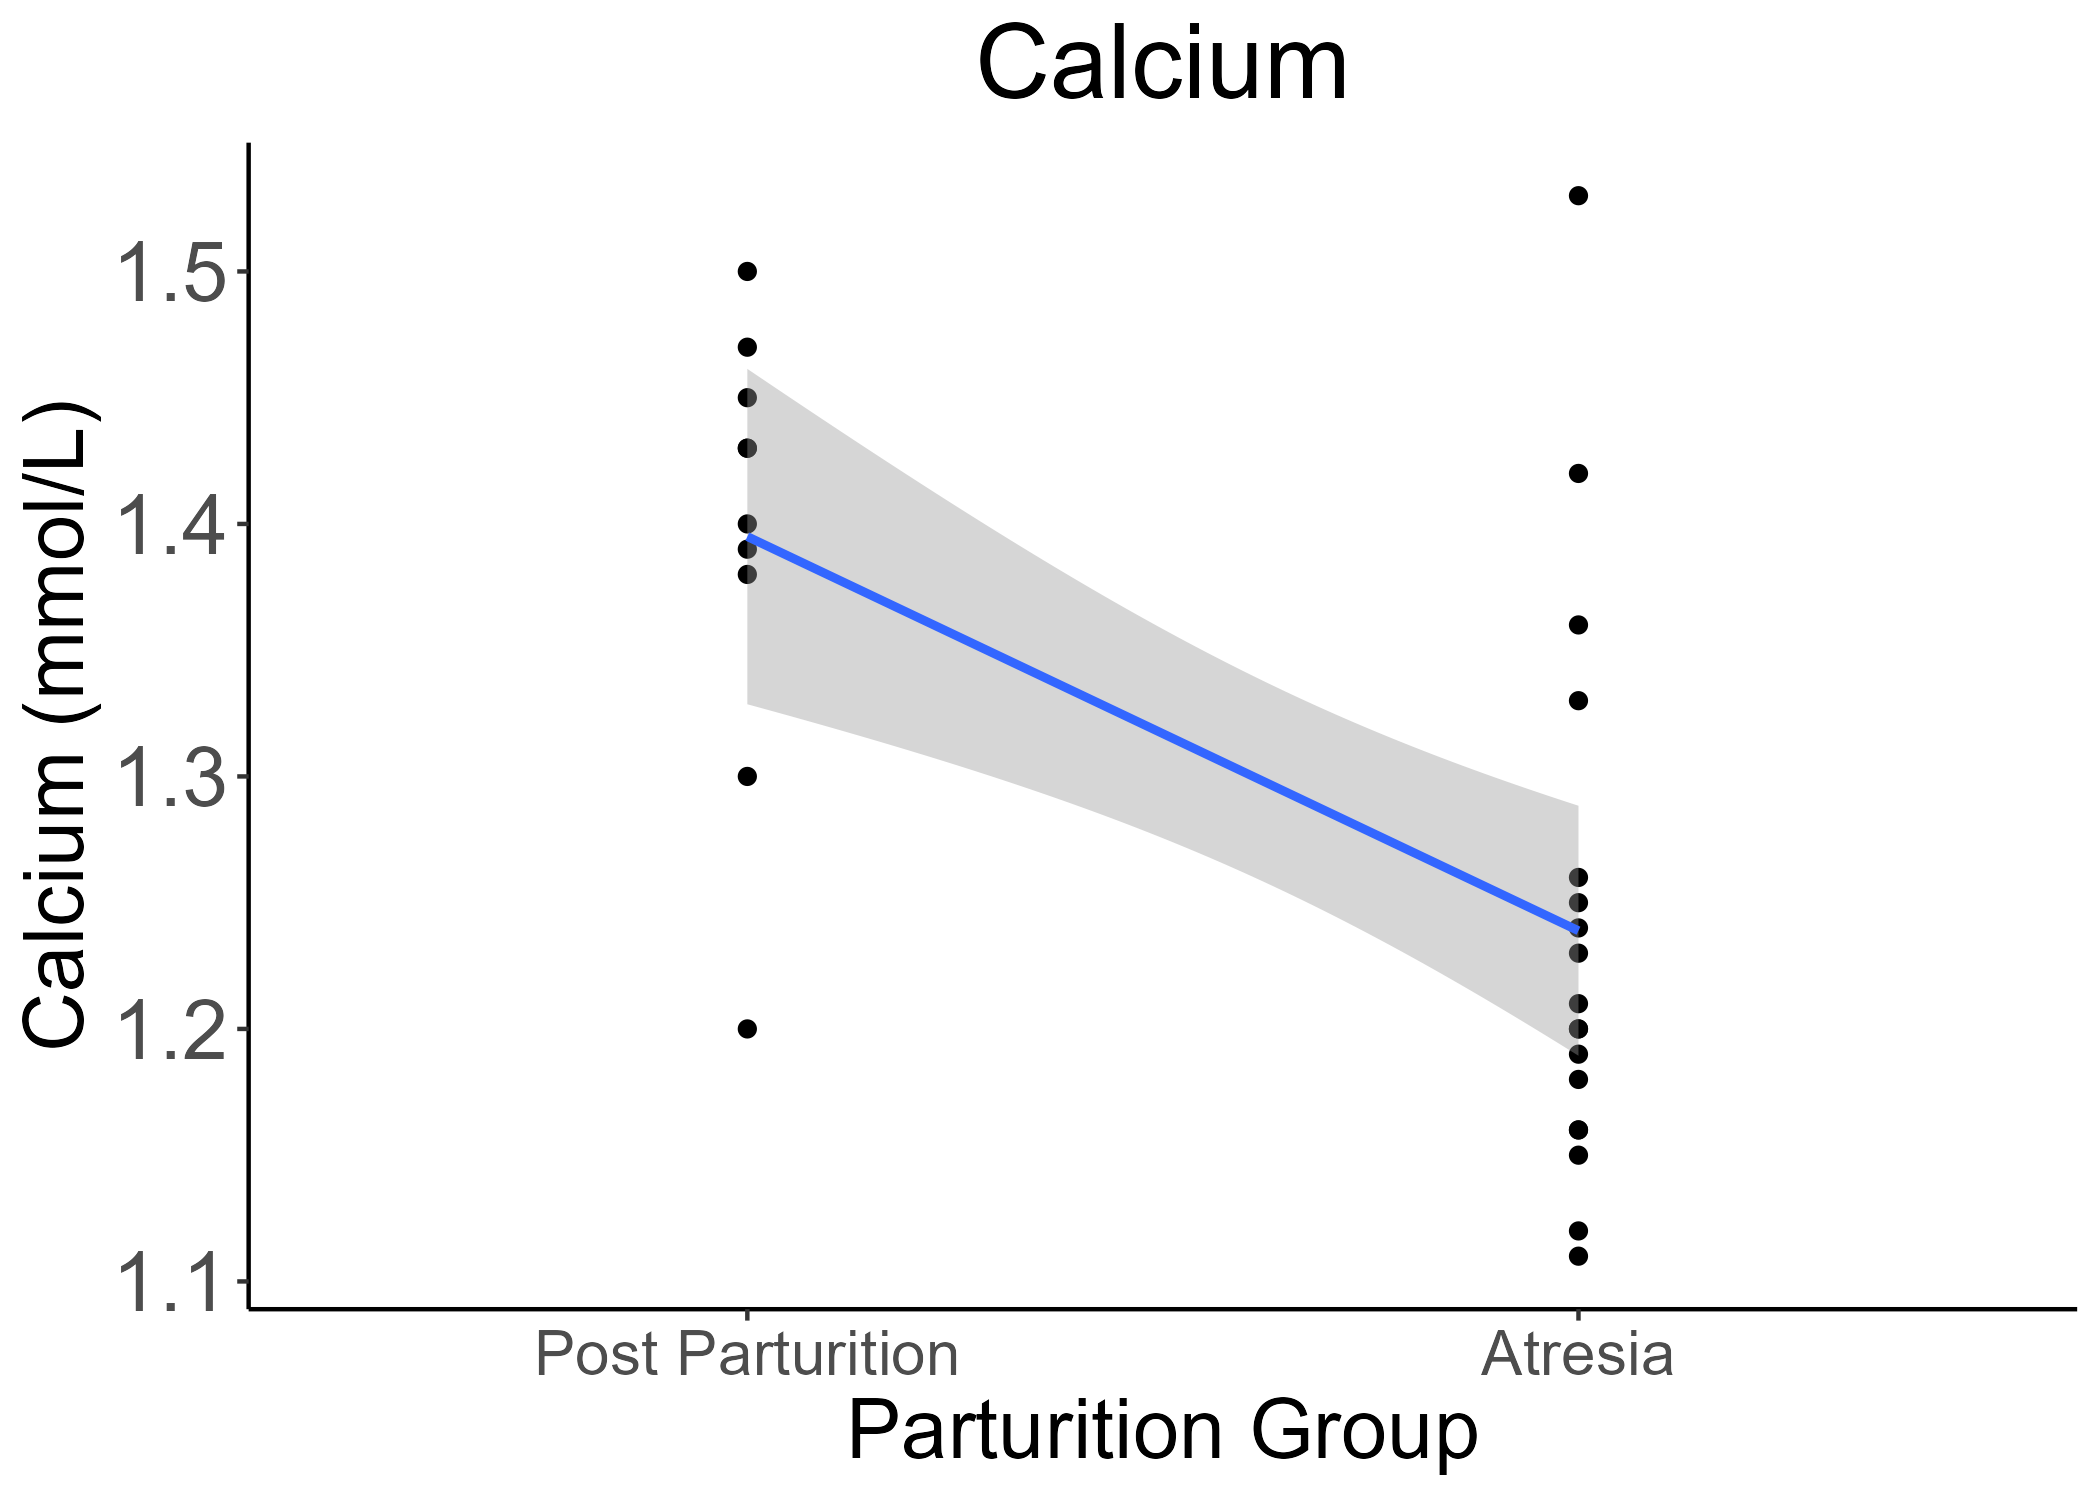 Calcium
Calcium (mmol/L)
1.5
1.4
1.3
1.2
1.1
Post Parturition Atresia
Parturition Group